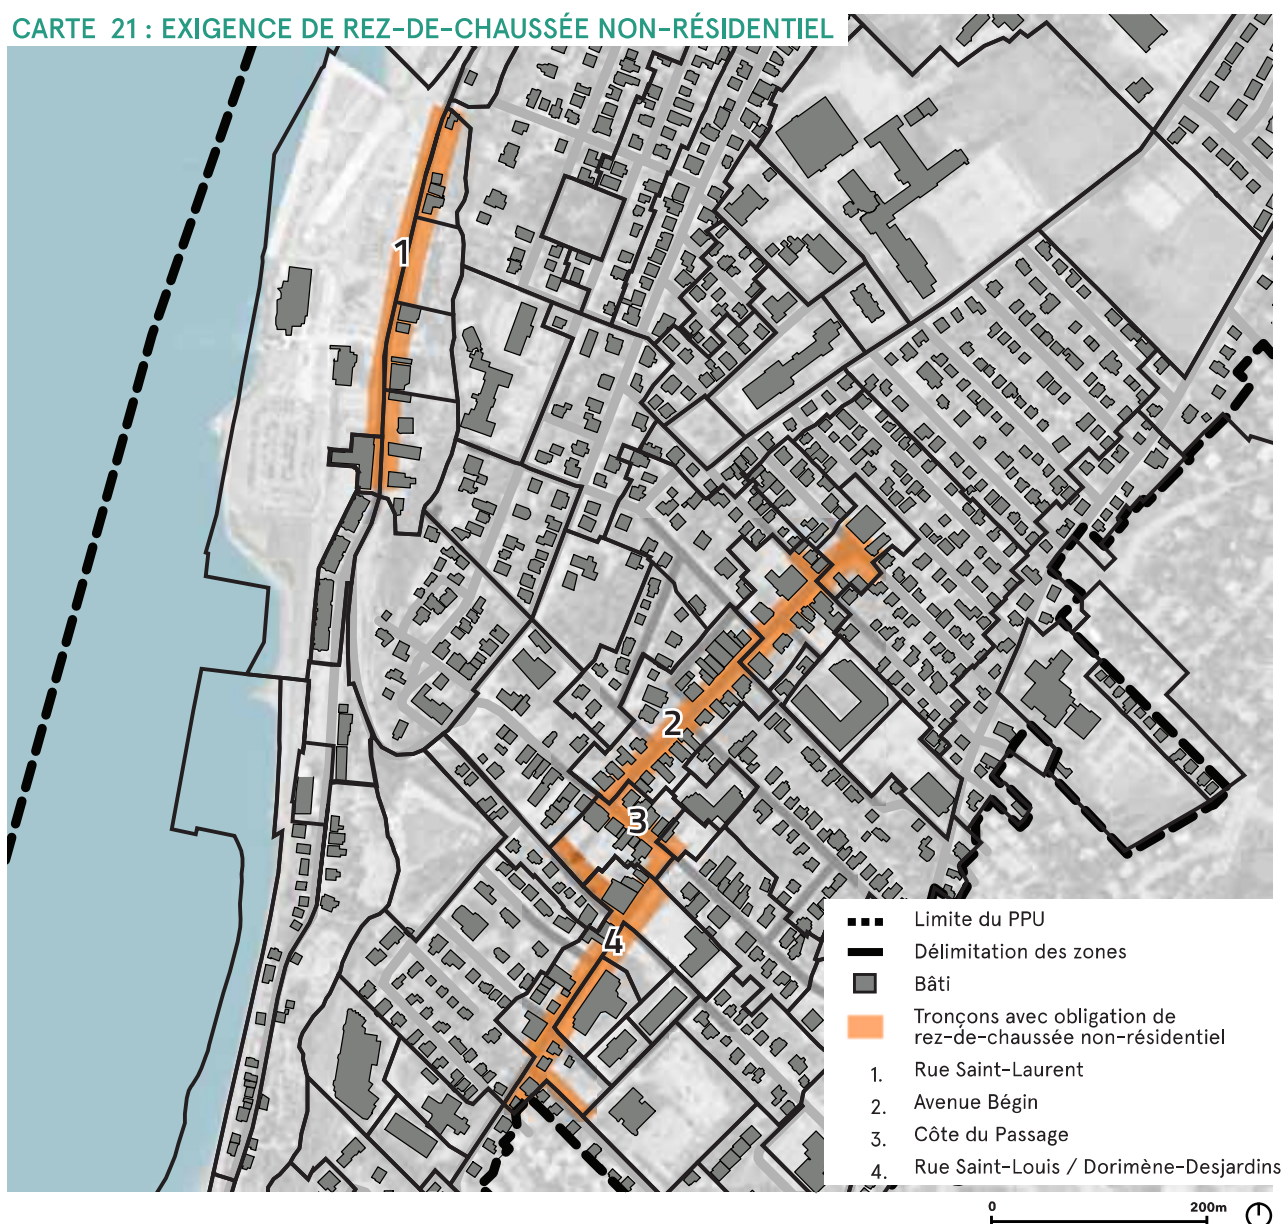 CARTE 21 : EXIGENCE DE REZ-DE-CHAUSSÉE NON-RÉSIDENTIEL
1
2
3
4
Limite du PPU
Délimitation des zones
Bâti
Tronçons avec obligation de
rez-de-chaussée non-résidentiel
1. Rue Saint-Laurent
2. Avenue Bégin
3. Côte du Passage
4. Rue Saint-Louis / Dorimène-Desjardins
0 200m